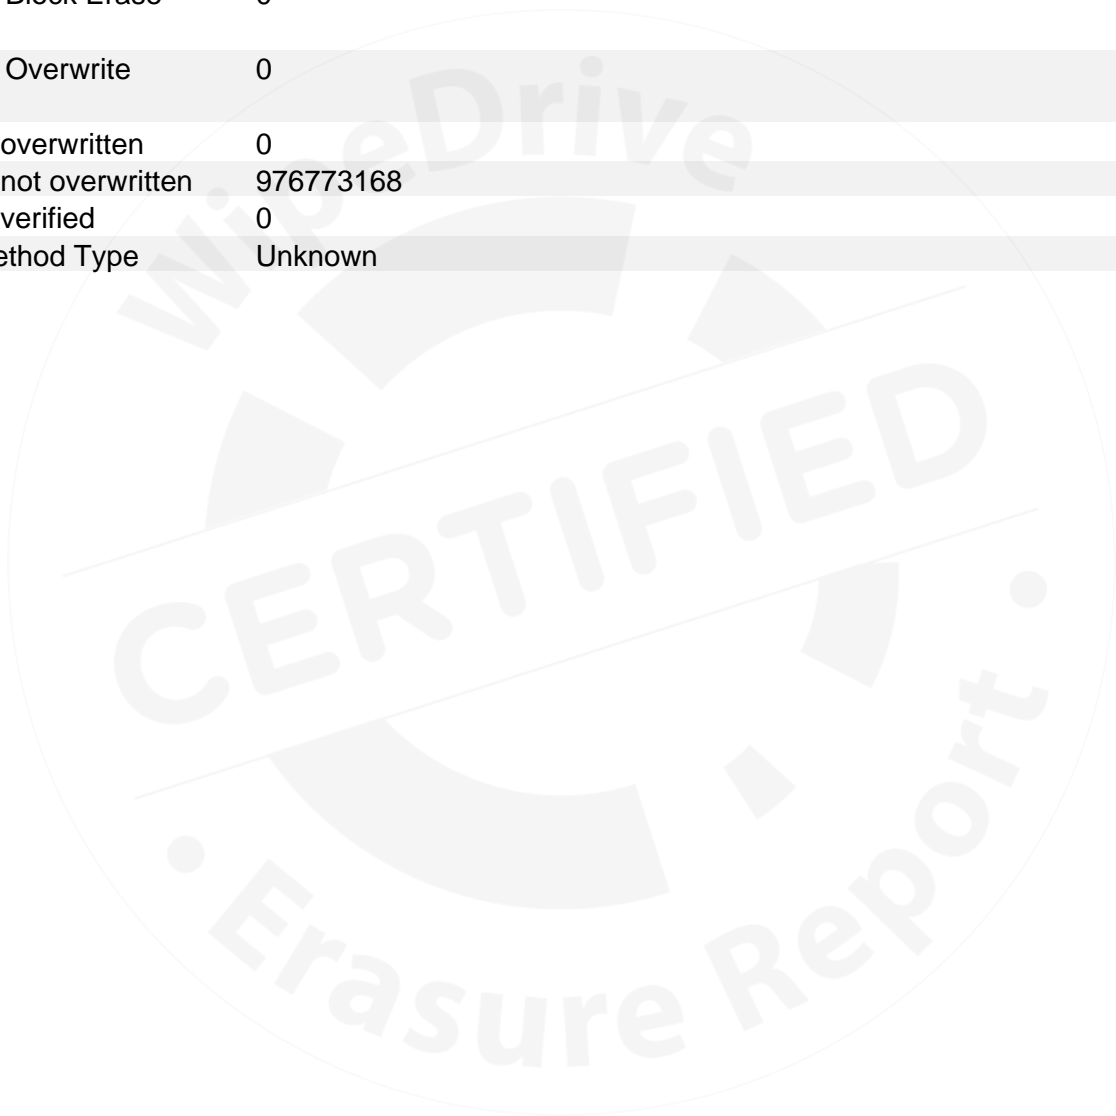 Block Erase 0
Overwrite 0
overwritten 0
not overwritten 976773168
verified 0
ethod Type Unknown
WipeDrive
CERTIFIED
• Erasure Report •